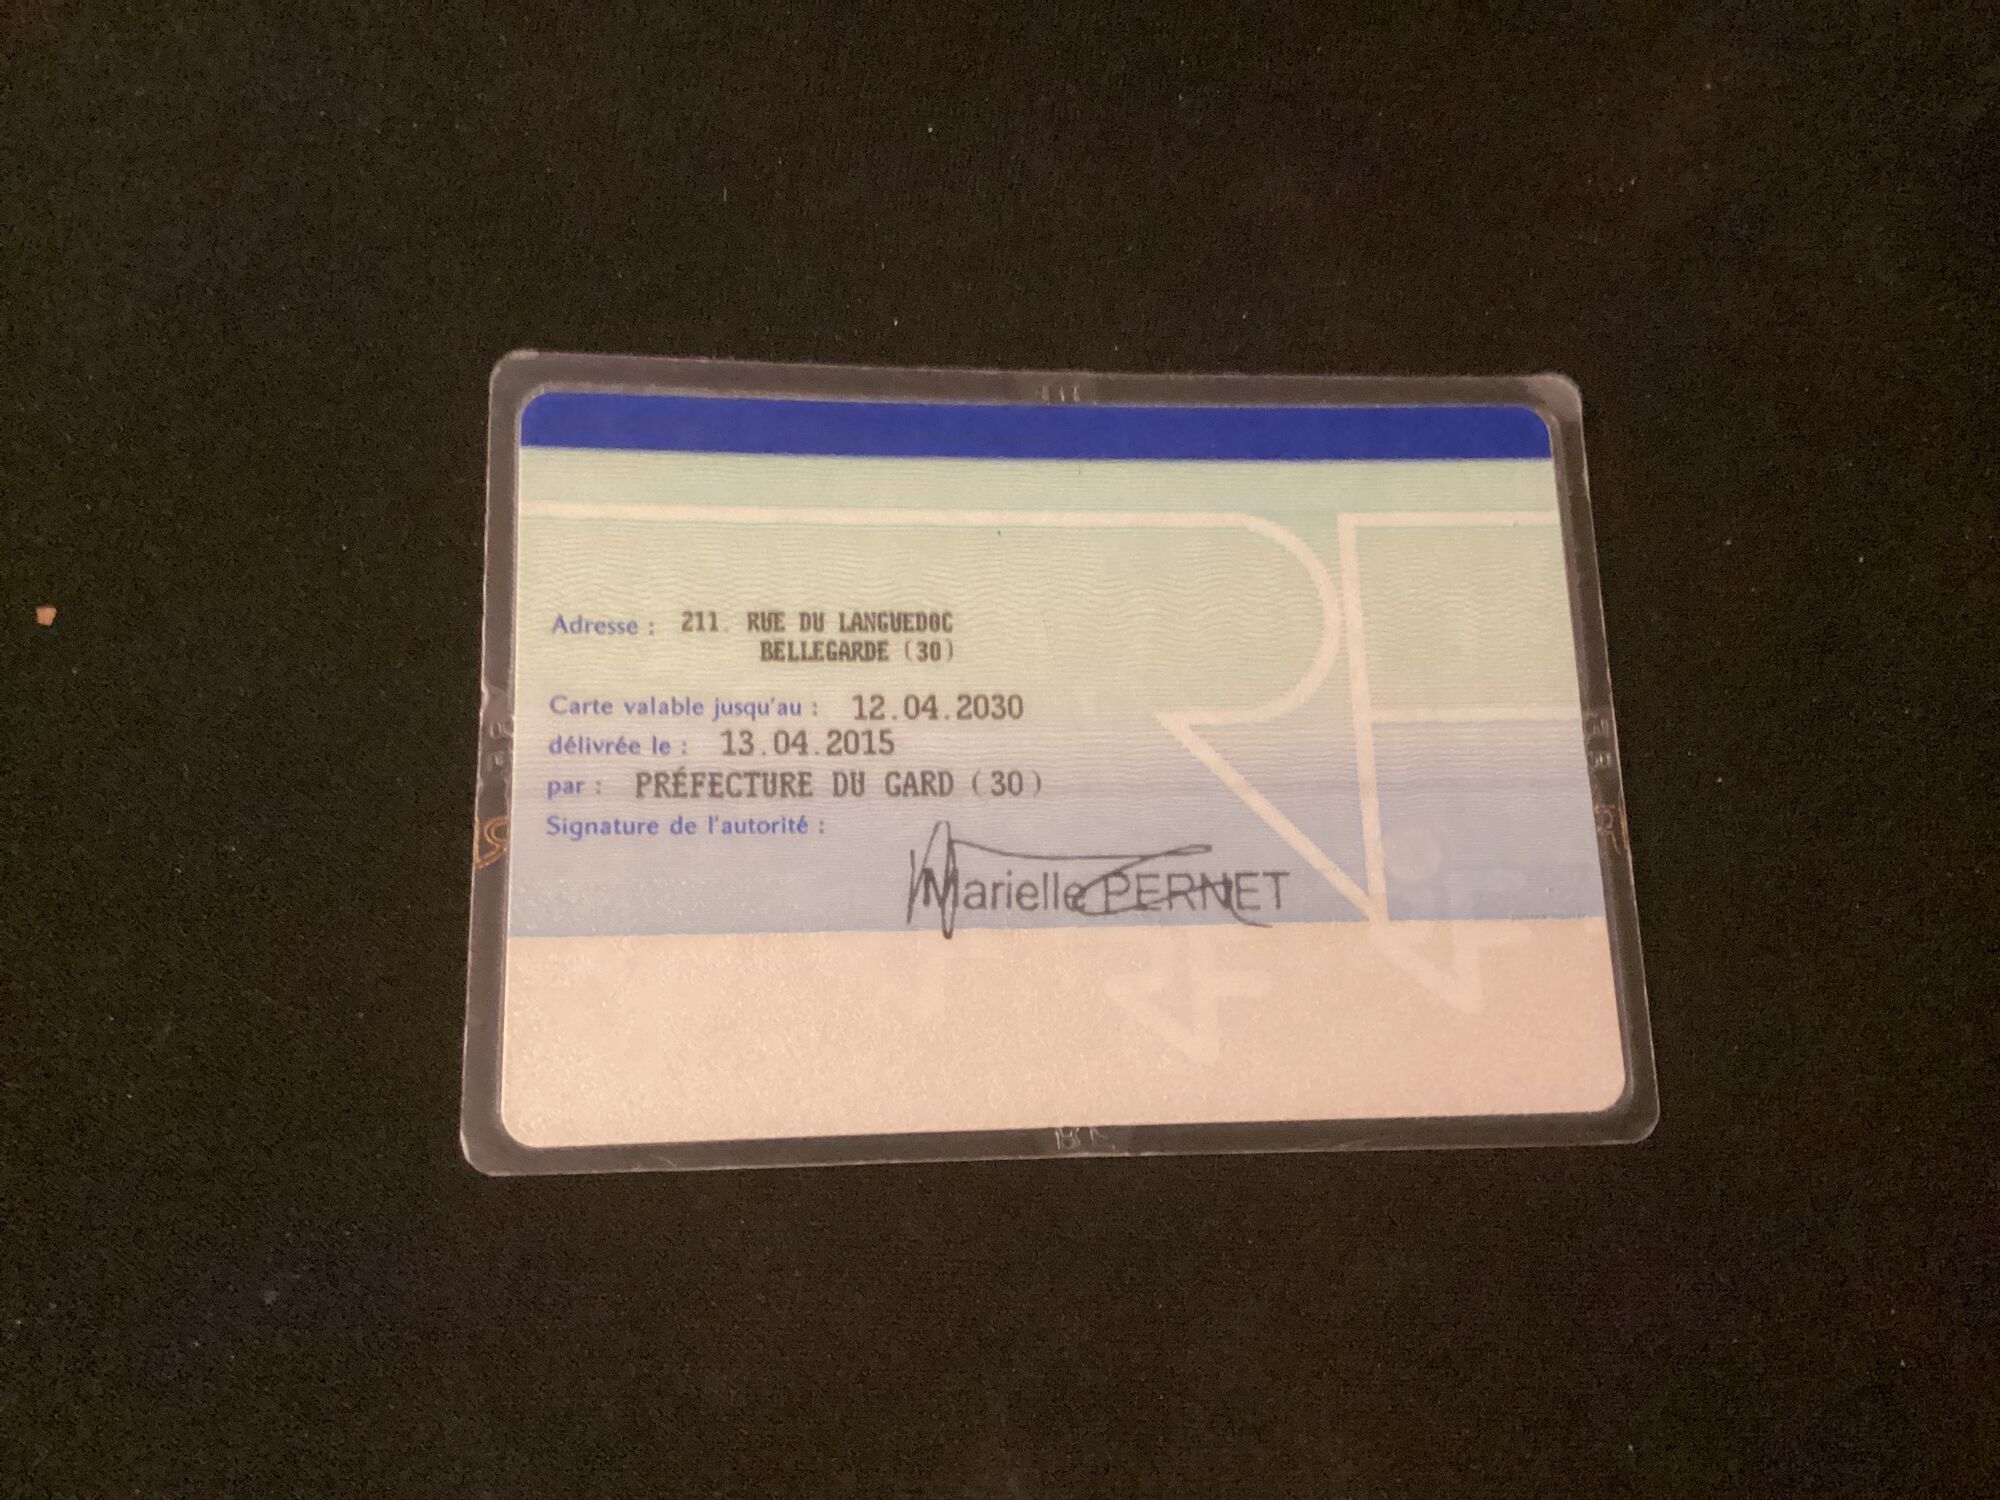 Adresse : 211. RUE DU LANGUEDOC
BELLEGARDE (30)
Carte valable jusqu'au : 12.04.2030
délivrée le : 13.04.2015
par : PRÉFECTURE DU GARD (30)
Signature de l'autorité :
Marielle PERNET